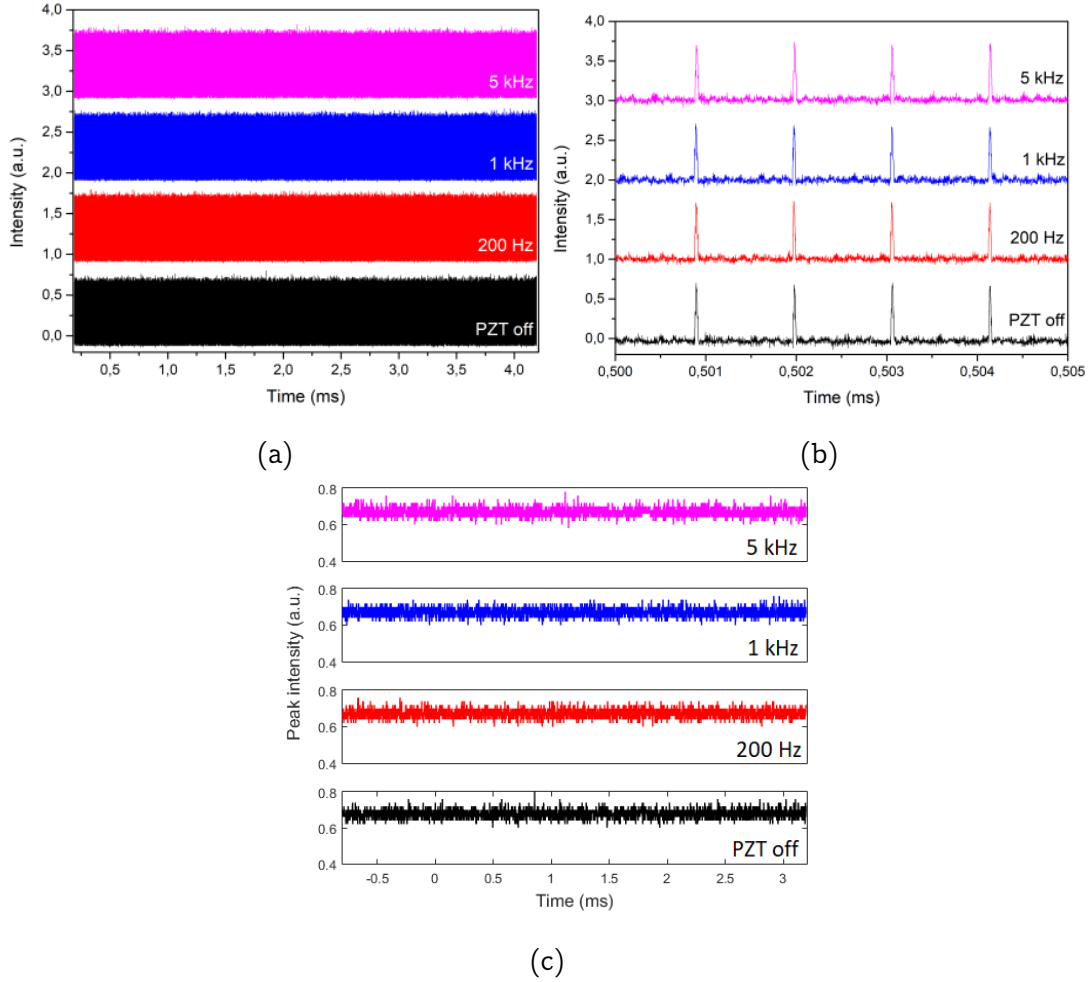 4,0
3,5
3,0
2,5
2,0
1,5
1,0
0,5
0,0
Intensity (a.u.)
5 kHz
1 kHz
200 Hz
PZT off
0,5 1,0 1,5 2,0 2,5 3,0 3,5 4,0
Time (ms)
(a)
4,0
3,5
3,0
2,5
2,0
1,5
1,0
0,5
0,0
Intensity (a.u.)
5 kHz
1 kHz
200 Hz
PZT off
0,500 0,501 0,502 0,503 0,504 0,505
Time (ms)
(b)
Peak intensity (a.u.)
0.8
0.6
0.4
5 kHz
0.8
0.6
0.4
1 kHz
0.8
0.6
0.4
200 Hz
0.8
0.6
0.4
PZT off
-0.5 0 0.5 1 1.5 2 2.5 3
Time (ms)
(c)